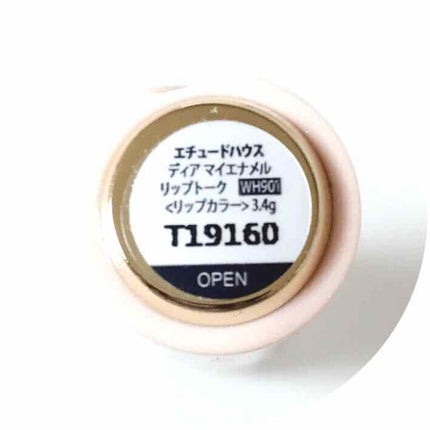 エチュードハウス
ディア マイエナメル
リップトーク WH901
<リップカラー>3.4g
T19160
OPEN